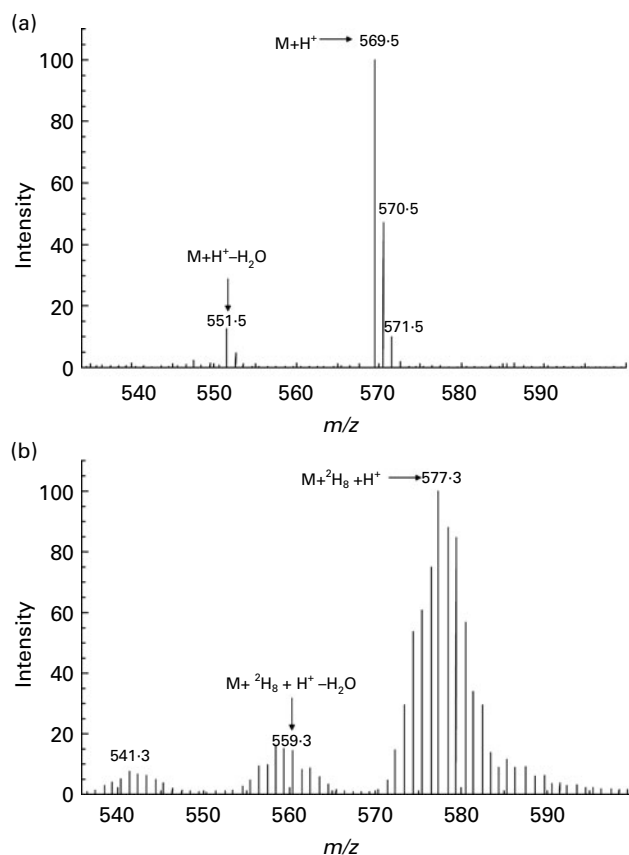 (a)
M+H⁺ 569·5
100
80
60
40
20
0
Intensity
570·5
571·5
M+H⁺–H₂O
551·5
540 550 560 570 580 590
m/z
(b)
M+²H₈ +H⁺ 577·3
100
80
60
40
20
0
Intensity
M+ ²H₈ + H⁺ –H₂O
559·3
541·3
540 550 560 570 580 590
m/z